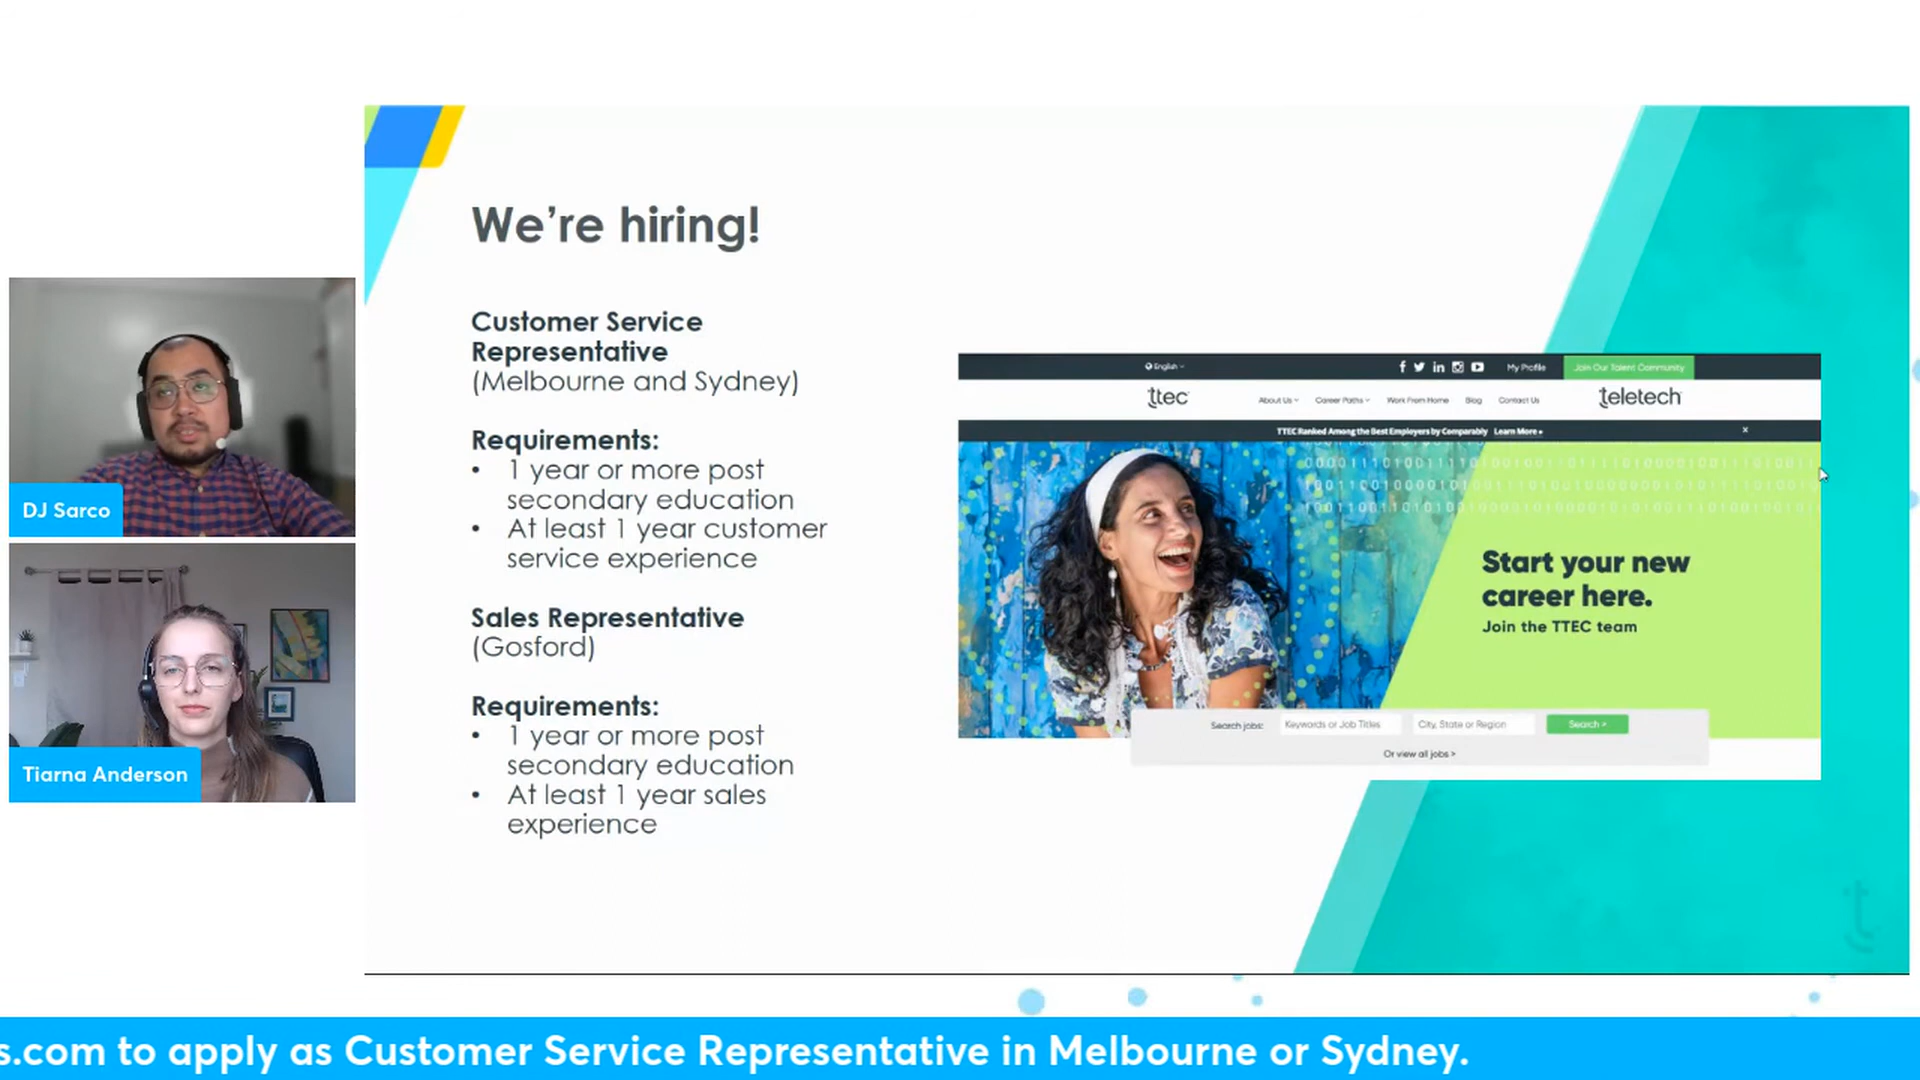 We're hiring!
Customer Service
Representative
(Melbourne and Sydney)
Requirements:
• 1 year or more post
secondary education
• At least 1 year customer
service experience
Sales Representative
(Gosford)
Requirements:
• 1 year or more post
secondary education
• At least 1 year sales
experience
English
My Profile
Join Our Talent Community
ttec
About Us
Career Paths
Work From Home
Blog
Contact Us
teletech
TTEC Ranked Among the Best Employers by Comparably Learn More »
Start your new
career here.
Join the TTEC team
Search jobs:
Keywords or Job Titles
City, State or Region
Search >
Or view all jobs >
DJ Sarco
Tiarna Anderson
s.com to apply as Customer Service Representative in Melbourne or Sydney.